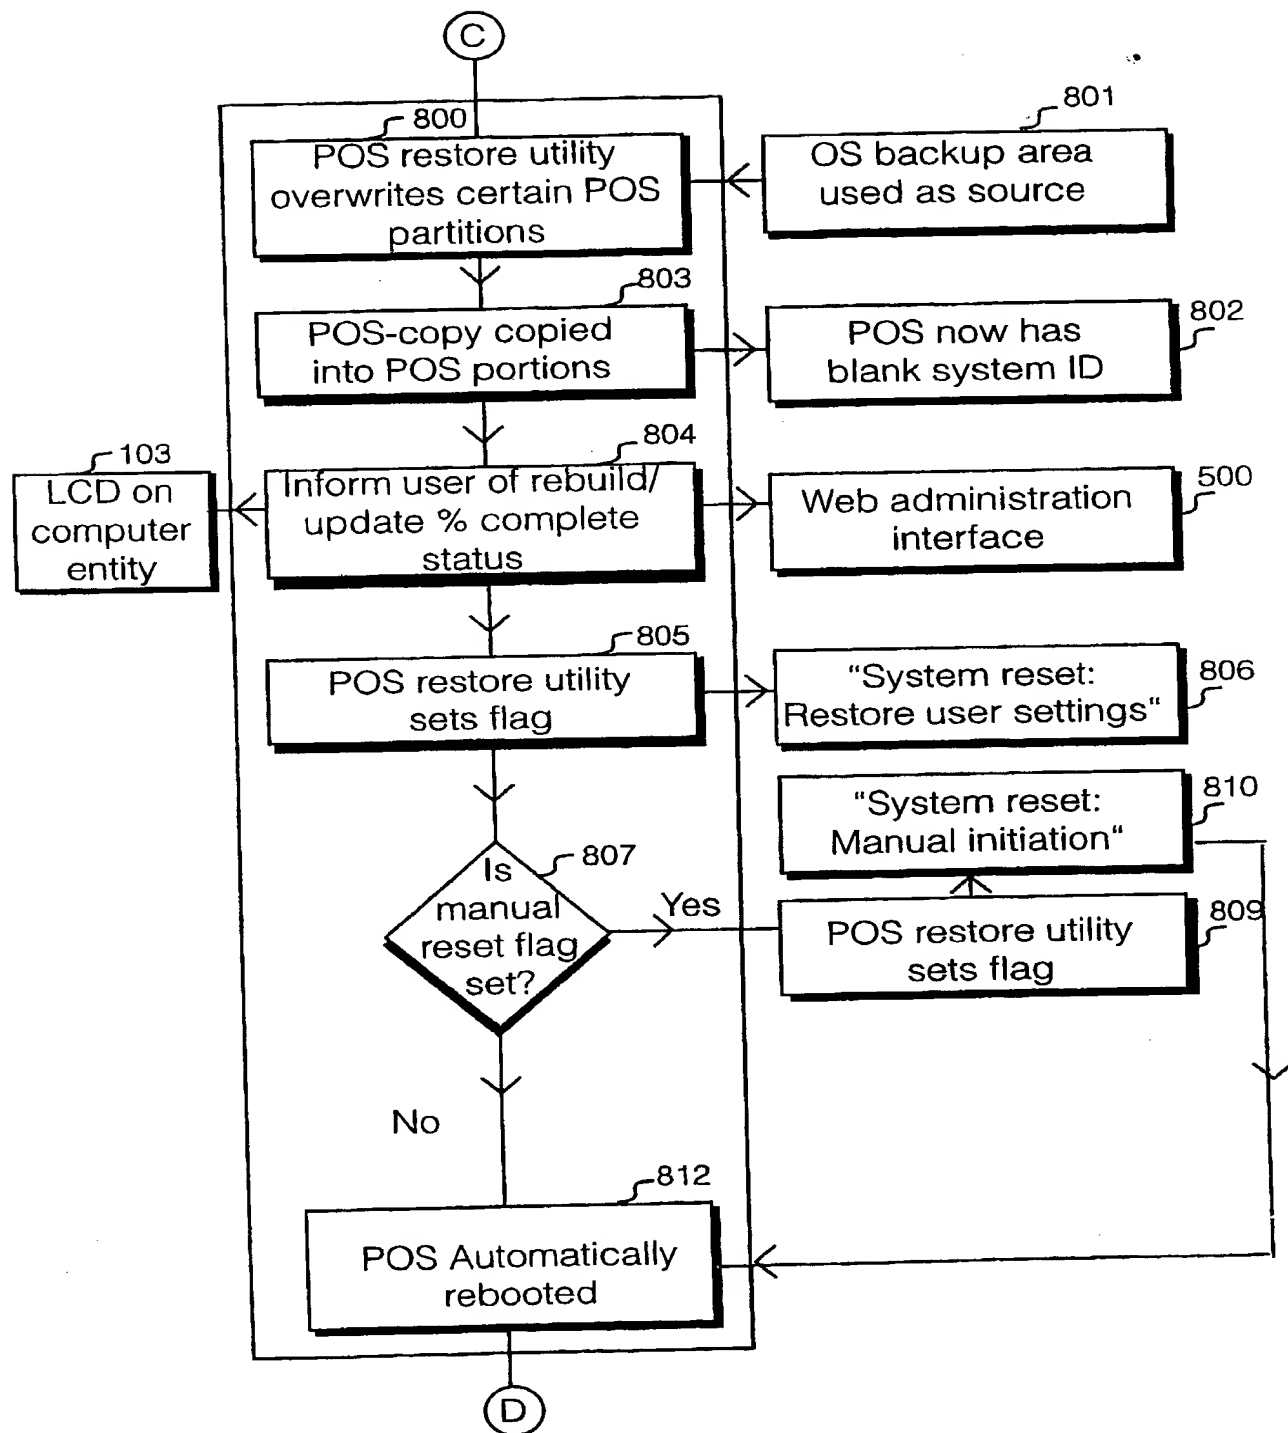 C
800
POS restore utility
overwrites certain POS
partitions
801
OS backup area
used as source
803
POS-copy copied
into POS portions
802
POS now has
blank system ID
103
LCD on
computer
entity
804
Inform user of rebuild/
update % complete
status
500
Web administration
interface
805
POS restore utility
sets flag
806
“System reset:
Restore user settings“
810
“System reset:
Manual initiation“
807
Is
manual
reset flag
set?
Yes
809
POS restore utility
sets flag
No
812
POS Automatically
rebooted
D